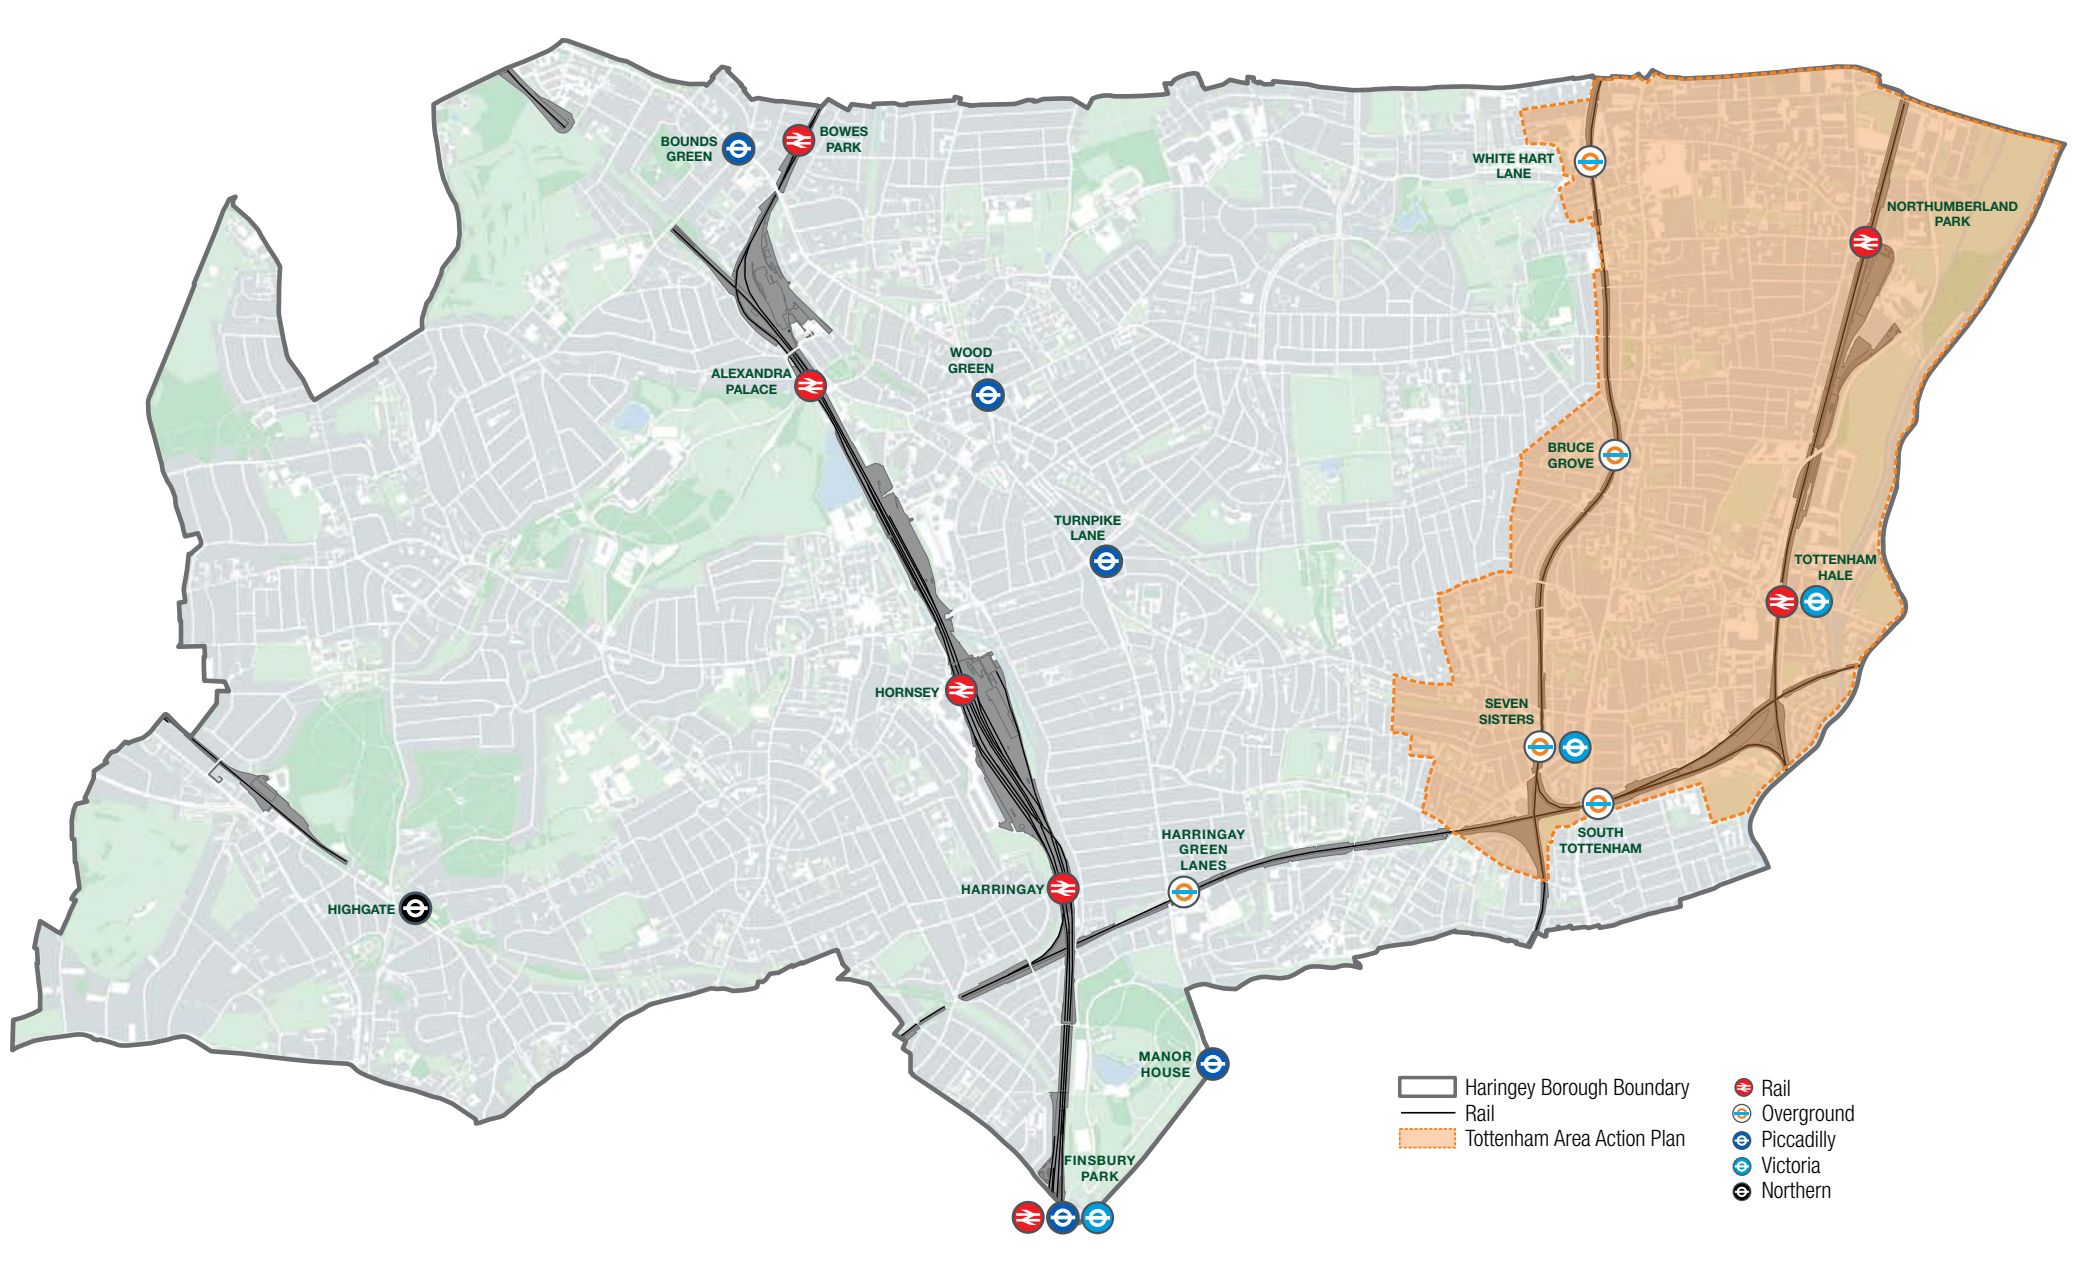 BOUNDS
GREEN
BOWES
PARK
WHITE HART
LANE
NORTHUMBERLAND
PARK
WOOD
GREEN
ALEXANDRA
PALACE
BRUCE
GROVE
TURNPIKE
LANE
TOTTENHAM
HALE
HORNSEY
SEVEN
SISTERS
SOUTH
TOTTENHAM
HARRINGAY
GREEN
LANES
HARRINGAY
HIGHGATE
MANOR
HOUSE
FINSBURY
PARK
Haringey Borough Boundary
Rail
Tottenham Area Action Plan
Rail
Overground
Piccadilly
Victoria
Northern